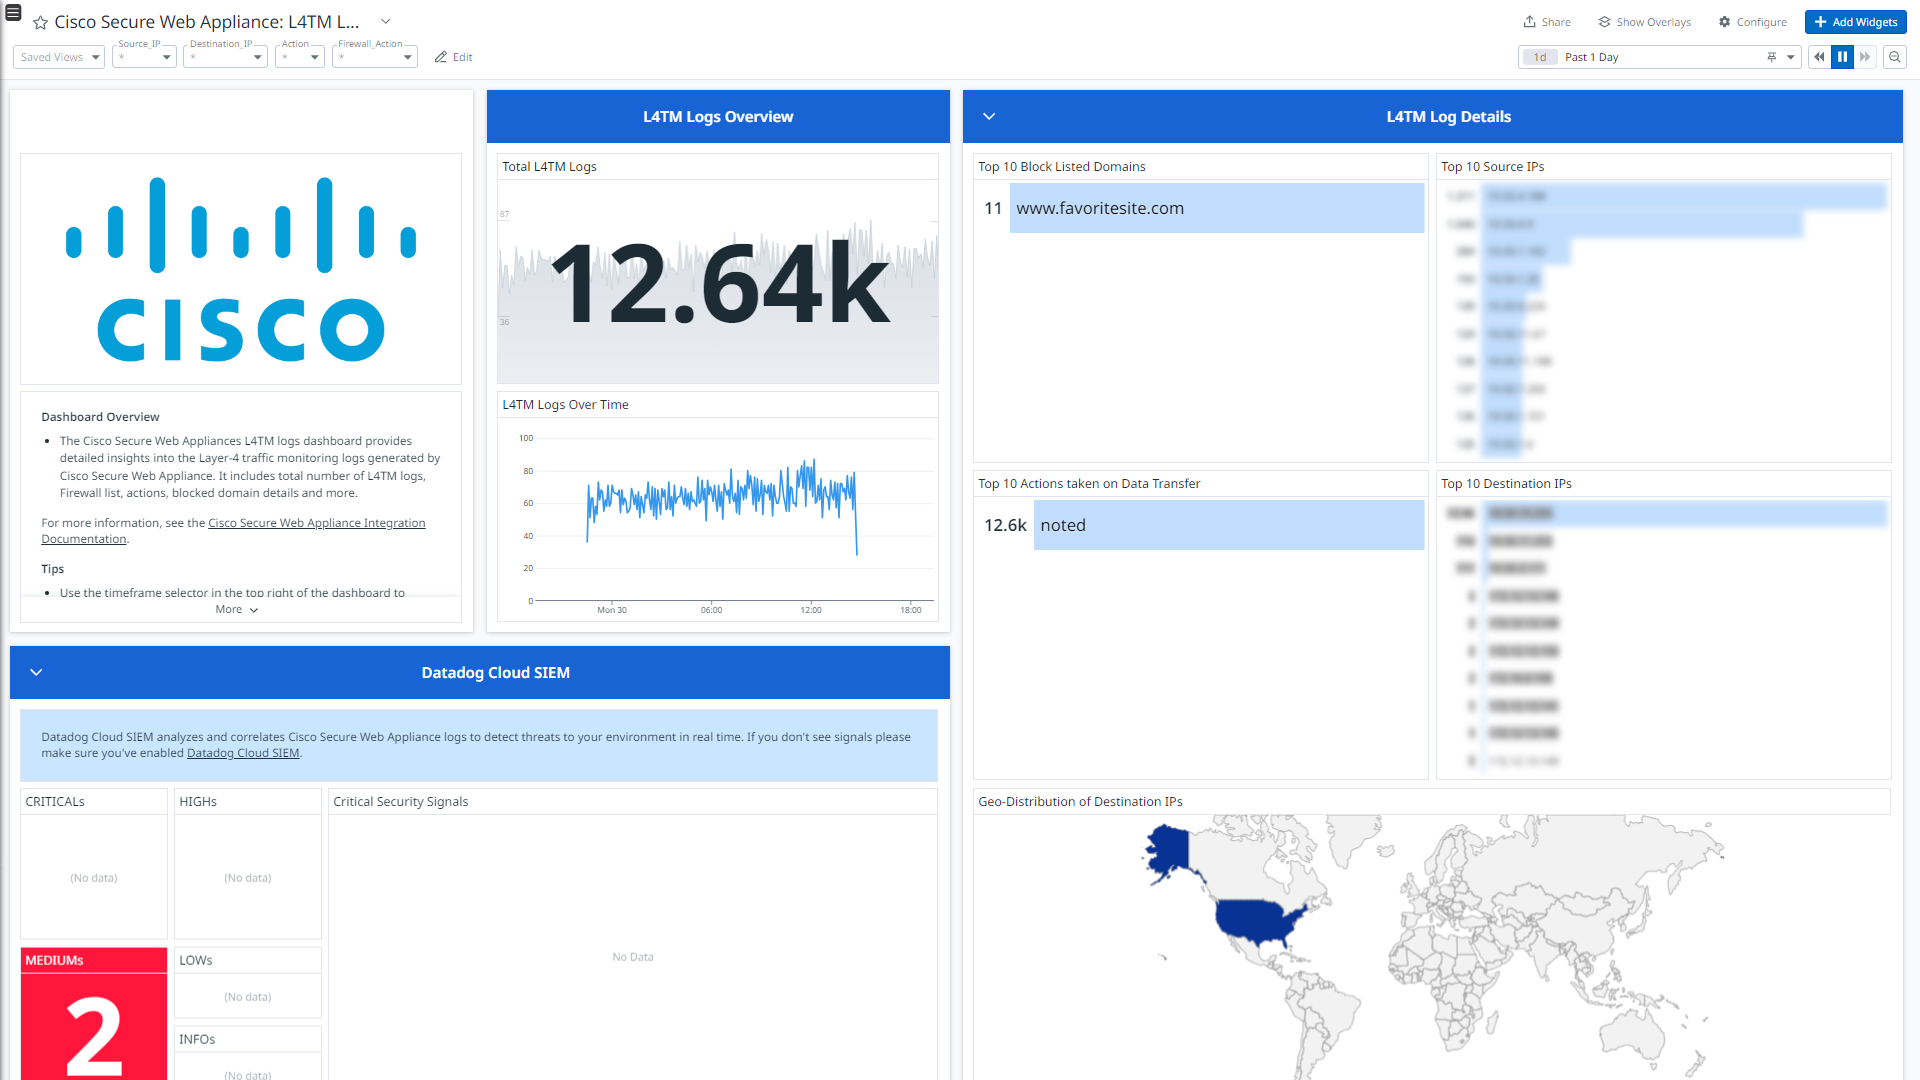 Cisco Secure Web Appliance: L4TM L...
Share
Show Overlays
Configure
Add Widgets
Saved Views
Source_IP
*
Destination_IP
*
Action
*
Firewall_Action
*
Edit
1d Past 1 Day
CISCO
Dashboard Overview
• The Cisco Secure Web Appliances L4TM logs dashboard provides
detailed insights into the Layer-4 traffic monitoring logs generated by
Cisco Secure Web Appliance. It includes total number of L4TM logs,
Firewall list, actions, blocked domain details and more.
For more information, see the Cisco Secure Web Appliance Integration
Documentation.
Tips
• Use the timeframe selector in the top right of the dashboard to
More
L4TM Logs Overview
Total L4TM Logs
87
12.64k
36
L4TM Logs Over Time
100
80
60
40
20
0
Mon 30 06:00 12:00 18:00
L4TM Log Details
Top 10 Block Listed Domains
11 www.favoritesite.com
Top 10 Source IPs
Top 10 Actions taken on Data Transfer
12.6k noted
Top 10 Destination IPs
Geo-Distribution of Destination IPs
Datadog Cloud SIEM
Datadog Cloud SIEM analyzes and correlates Cisco Secure Web Appliance logs to detect threats to your environment in real time. If you don't see signals please
make sure you've enabled Datadog Cloud SIEM.
CRITICALs
(No data)
HIGHs
(No data)
Critical Security Signals
No Data
MEDIUMs
2
LOWs
(No data)
INFOs
(No data)